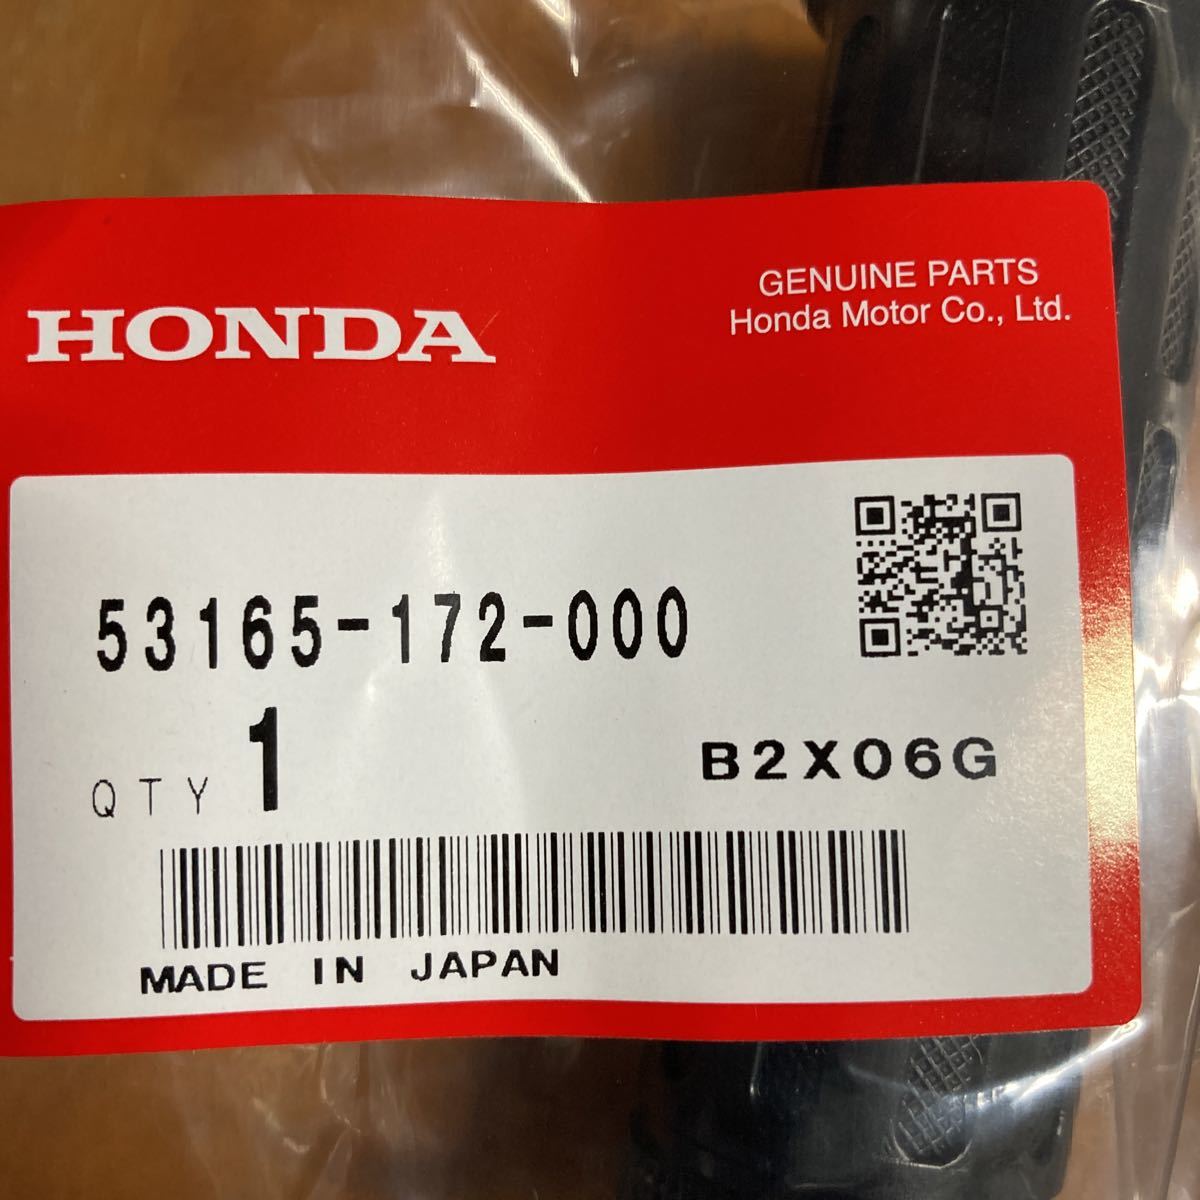 HONDA
GENUINE PARTS
Honda Motor Co., Ltd.
53165-172-000
QTY 1
B2X06G
MADE IN JAPAN